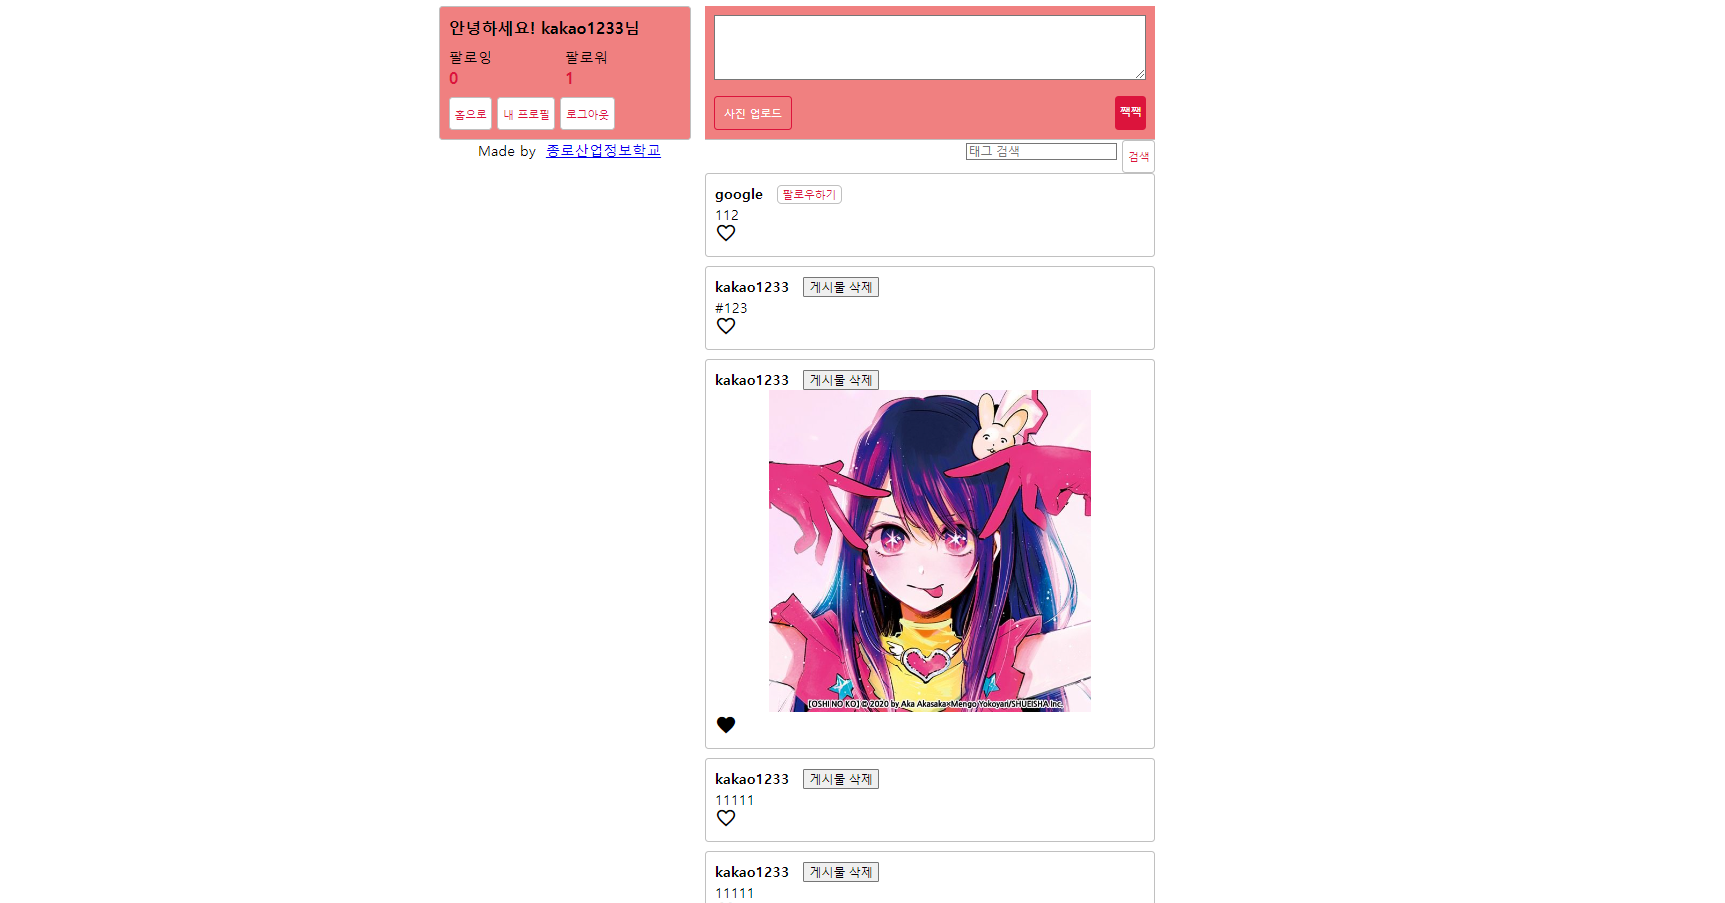 안녕하세요! kakao1233님
팔로잉 팔로워
0 1
홈으로 내 프로필 로그아웃
Made by 종로산업정보학교
사진 업로드 짹짹
태그 검색 검색
google 팔로우하기
112
kakao1233 게시물 삭제
#123
kakao1233 게시물 삭제
[OSHI NO KO] © 2020 by Aka Akasaka×Mengo Yokoyari/SHUEISHA Inc.
kakao1233 게시물 삭제
11111
kakao1233 게시물 삭제
11111